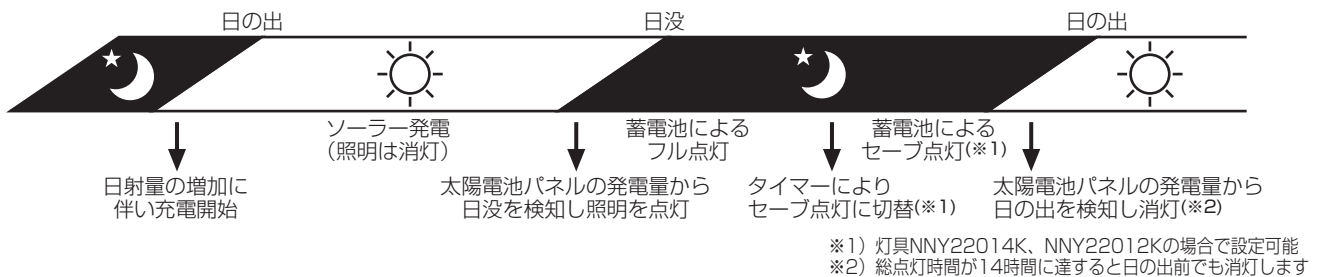 日の出
日没
日の出
ソーラー発電
（照明は消灯）
蓄電池による
フル点灯
蓄電池による
セーブ点灯(※1)
日射量の増加に
伴い充電開始
太陽電池パネルの発電量から
日没を検知し照明を点灯
タイマーにより
セーブ点灯に切替(※1)
太陽電池パネルの発電量から
日の出を検知し消灯(※2)
※1）灯具NNY22014K、NNY22012Kの場合で設定可能
※2）総点灯時間が14時間に達すると日の出前でも消灯します